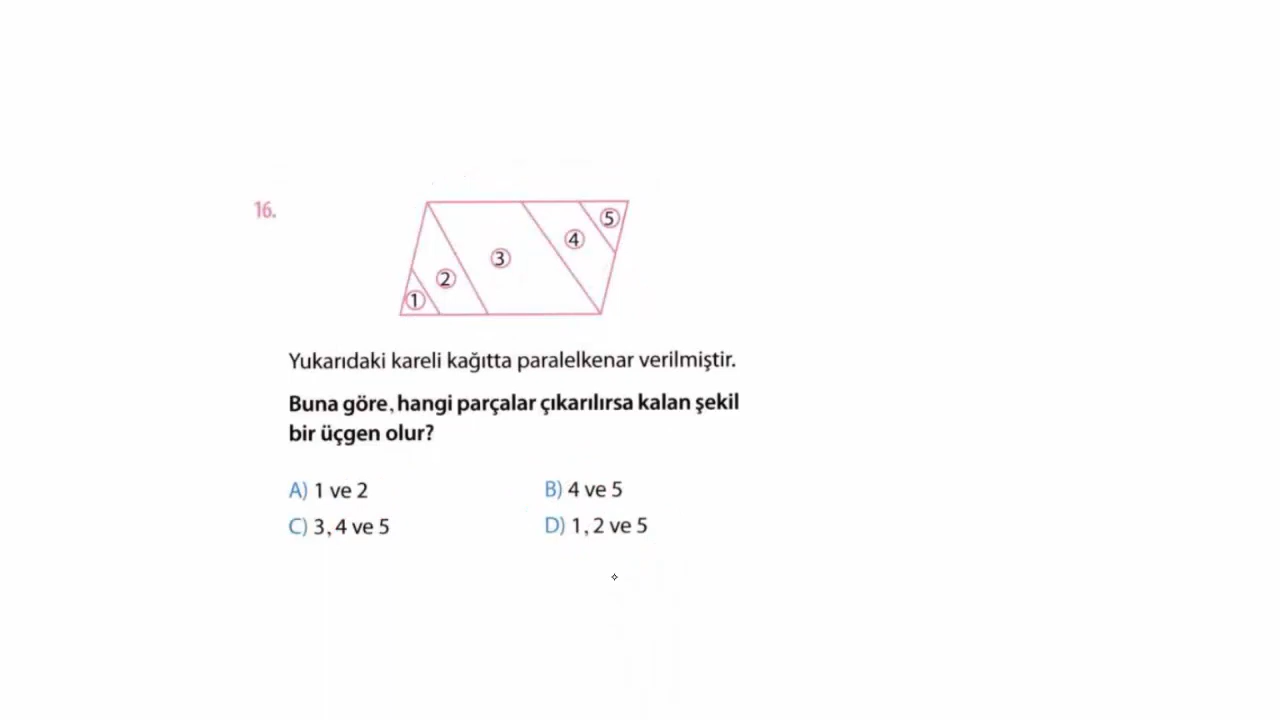 16.
① ② ③ ④ ⑤
Yukarıdaki kareli kağıtta paralelkenar verilmiştir.
Buna göre, hangi parçalar çıkarılırsa kalan şekil
bir üçgen olur?
A) 1 ve 2 B) 4 ve 5
C) 3, 4 ve 5 D) 1, 2 ve 5